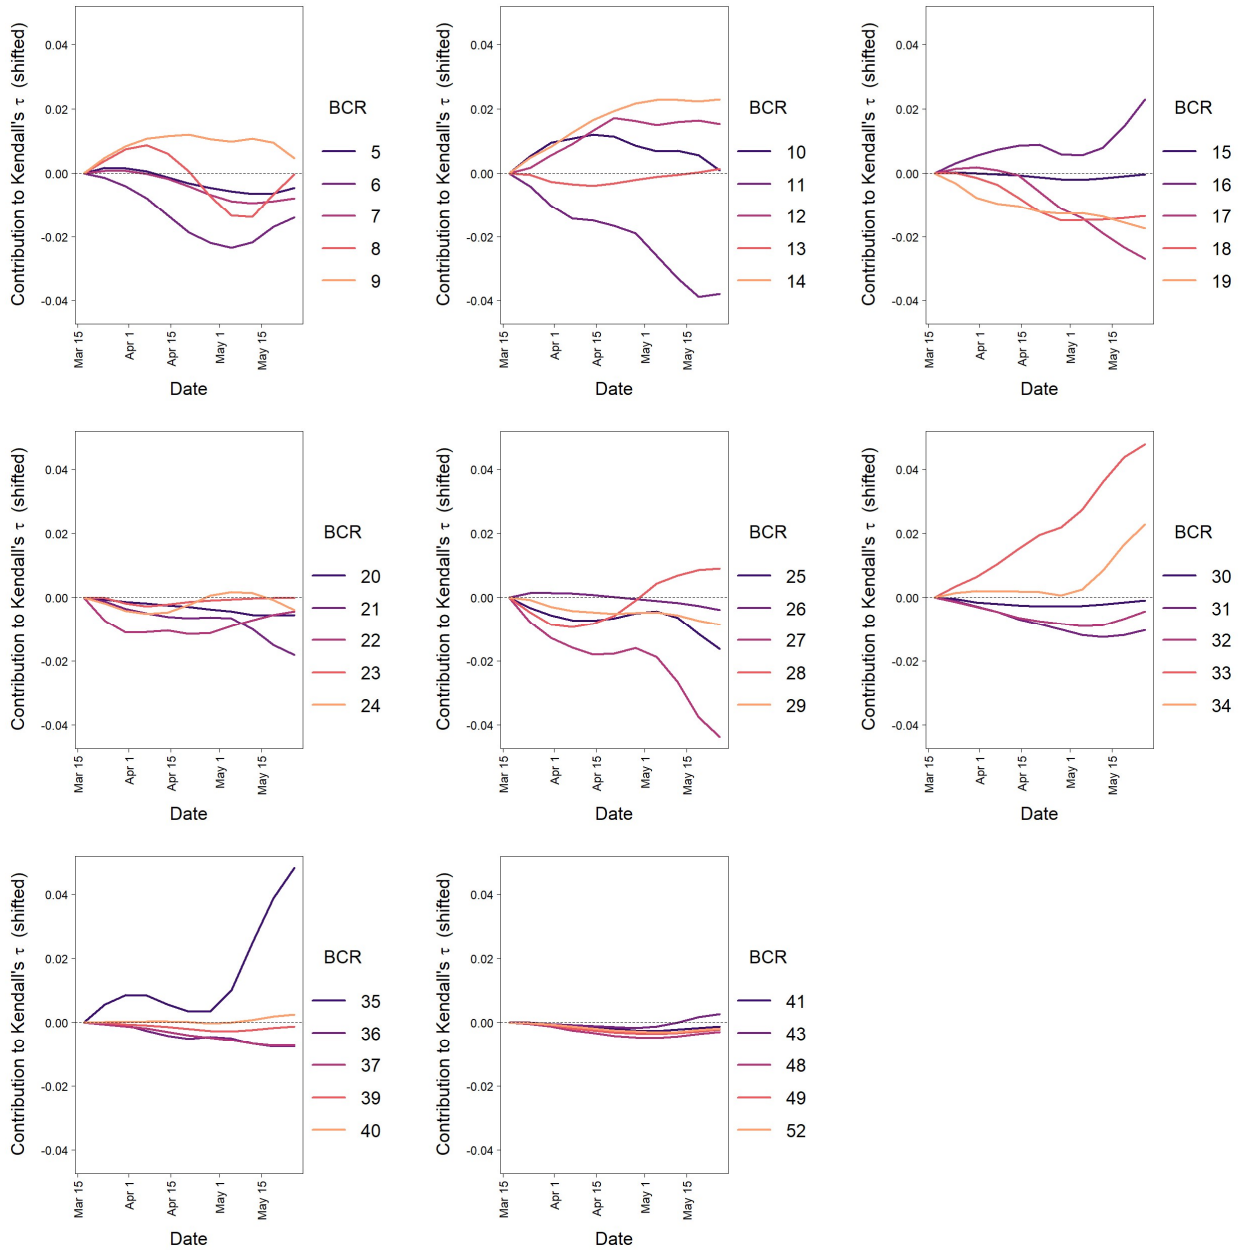 Contribution to Kendall's τ (shifted)
0.04
0.02
0.00
-0.02
-0.04
Mar 15
Apr 1
Apr 15
May 1
May 15
Date
BCR
5
6
7
8
9
Contribution to Kendall's τ (shifted)
0.04
0.02
0.00
-0.02
-0.04
Mar 15
Apr 1
Apr 15
May 1
May 15
Date
BCR
10
11
12
13
14
Contribution to Kendall's τ (shifted)
0.04
0.02
0.00
-0.02
-0.04
Mar 15
Apr 1
Apr 15
May 1
May 15
Date
BCR
15
16
17
18
19
Contribution to Kendall's τ (shifted)
0.04
0.02
0.00
-0.02
-0.04
Mar 15
Apr 1
Apr 15
May 1
May 15
Date
BCR
20
21
22
23
24
Contribution to Kendall's τ (shifted)
0.04
0.02
0.00
-0.02
-0.04
Mar 15
Apr 1
Apr 15
May 1
May 15
Date
BCR
25
26
27
28
29
Contribution to Kendall's τ (shifted)
0.04
0.02
0.00
-0.02
-0.04
Mar 15
Apr 1
Apr 15
May 1
May 15
Date
BCR
30
31
32
33
34
Contribution to Kendall's τ (shifted)
0.04
0.02
0.00
-0.02
-0.04
Mar 15
Apr 1
Apr 15
May 1
May 15
Date
BCR
35
36
37
39
40
Contribution to Kendall's τ (shifted)
0.04
0.02
0.00
-0.02
-0.04
Mar 15
Apr 1
Apr 15
May 1
May 15
Date
BCR
41
43
48
49
52